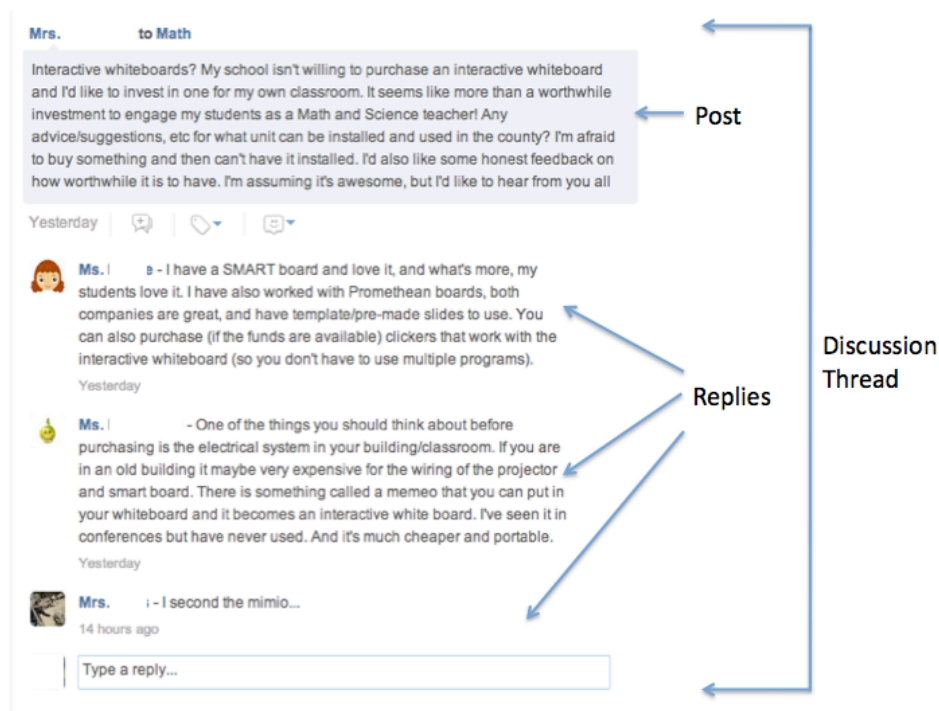 Mrs. to Math
Interactive whiteboards? My school isn't willing to purchase an interactive whiteboard
and I'd like to invest in one for my own classroom. It seems like more than a worthwhile
investment to engage my students as a Math and Science teacher! Any
advice/suggestions, etc for what unit can be installed and used in the county? I'm afraid
to buy something and then can't have it installed. I'd also like some honest feedback on
how worthwhile it is to have. I'm assuming it's awesome, but I'd like to hear from you all
Post
Yesterday
Ms. e - I have a SMART board and love it, and what's more, my
students love it. I have also worked with Promethean boards, both
companies are great, and have template/pre-made slides to use. You
can also purchase (if the funds are available) clickers that work with the
interactive whiteboard (so you don't have to use multiple programs).
Yesterday
Discussion
Thread
Replies
Ms. - One of the things you should think about before
purchasing is the electrical system in your building/classroom. If you are
in an old building it maybe very expensive for the wiring of the projector
and smart board. There is something called a memeo that you can put in
your whiteboard and it becomes an interactive white board. I've seen it in
conferences but have never used. And it's much cheaper and portable.
Yesterday
Mrs. s - I second the mimio...
14 hours ago
Type a reply...